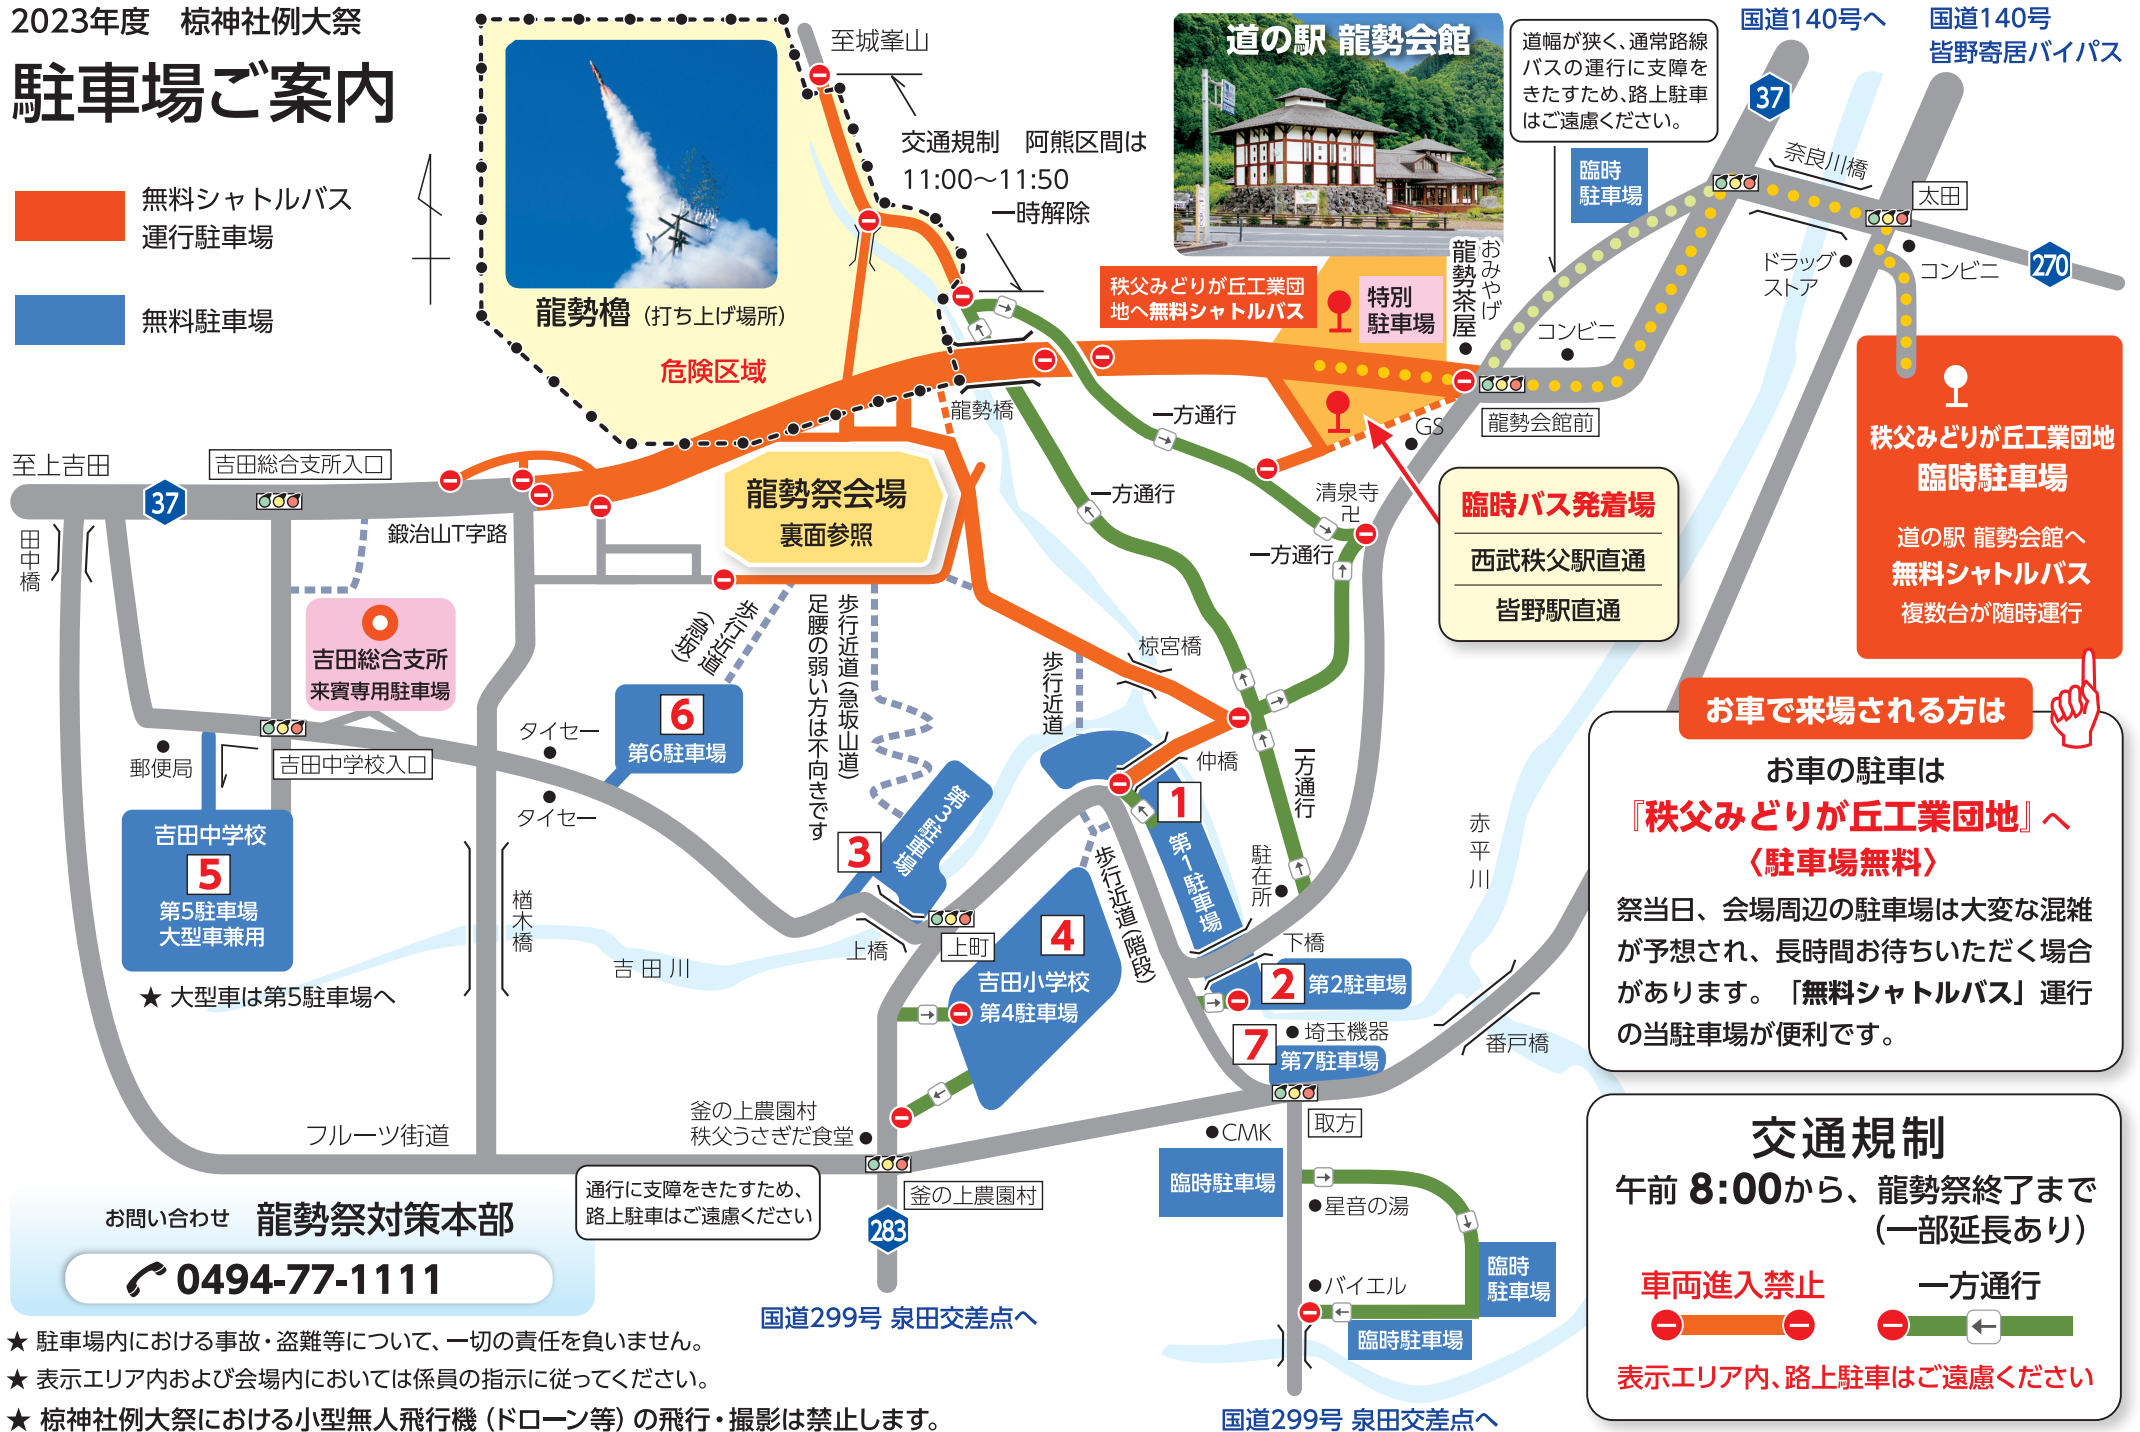 2023年度　椋神社例大祭
駐車場ご案内
無料シャトルバス
運行駐車場
無料駐車場
龍勢櫓（打ち上げ場所）
危険区域
至城峯山
交通規制　阿熊区間は
11:00〜11:50
一時解除
道の駅 龍勢会館
道幅が狭く、通常路線
バスの運行に支障を
きたすため、路上駐車
はご遠慮ください。
国道140号へ
国道140号
皆野寄居バイパス
37
臨時
駐車場
奈良川橋
太田
ドラッグ
ストア
コンビニ
270
秩父みどりが丘工業団
地へ無料シャトルバス
特別
駐車場
おみやげ
龍勢茶屋
コンビニ
龍勢会館前
GS
龍勢橋
一方通行
一方通行
一方通行
清泉寺
卍
臨時バス発着場
西武秩父駅直通
皆野駅直通
秩父みどりが丘工業団地
臨時駐車場
道の駅 龍勢会館へ
無料シャトルバス
複数台が随時運行
至上吉田
37
吉田総合支所入口
鍛冶山T字路
田中橋
龍勢祭会場
裏面参照
吉田総合支所
来賓専用駐車場
郵便局
吉田中学校入口
吉田中学校
5
第5駐車場
大型車兼用
★ 大型車は第5駐車場へ
タイセー
タイセー
楢木橋
吉田川
歩行近道
（急坂）
6
第6駐車場
歩行近道（急坂山道）
足腰の弱い方は不向きです
3
第3駐車場
上橋
上町
歩行近道
椋宮橋
仲橋
1
第1駐車場
一方通行
駐在所
歩行近道（階段）
4
吉田小学校
第4駐車場
下橋
2
第2駐車場
7
埼玉機器
第7駐車場
赤平川
番戸橋
取方
CMK
臨時駐車場
星音の湯
バイエル
臨時
駐車場
臨時駐車場
国道299号 泉田交差点へ
フルーツ街道
釜の上農園村
秩父うさぎだ食堂
釜の上農園村
283
国道299号 泉田交差点へ
通行に支障をきたすため、
路上駐車はご遠慮ください
お車で来場される方は
お車の駐車は
『秩父みどりが丘工業団地』へ
〈駐車場無料〉
祭当日、会場周辺の駐車場は大変な混雑
が予想され、長時間お待ちいただく場合
があります。「無料シャトルバス」運行
の当駐車場が便利です。
交通規制
午前 8:00から、龍勢祭終了まで
（一部延長あり）
車両進入禁止
一方通行
表示エリア内、路上駐車はご遠慮ください
お問い合わせ　龍勢祭対策本部
0494-77-1111
★ 駐車場内における事故・盗難等について、一切の責任を負いません。
★ 表示エリア内および会場内においては係員の指示に従ってください。
★ 椋神社例大祭における小型無人飛行機（ドローン等）の飛行・撮影は禁止します。